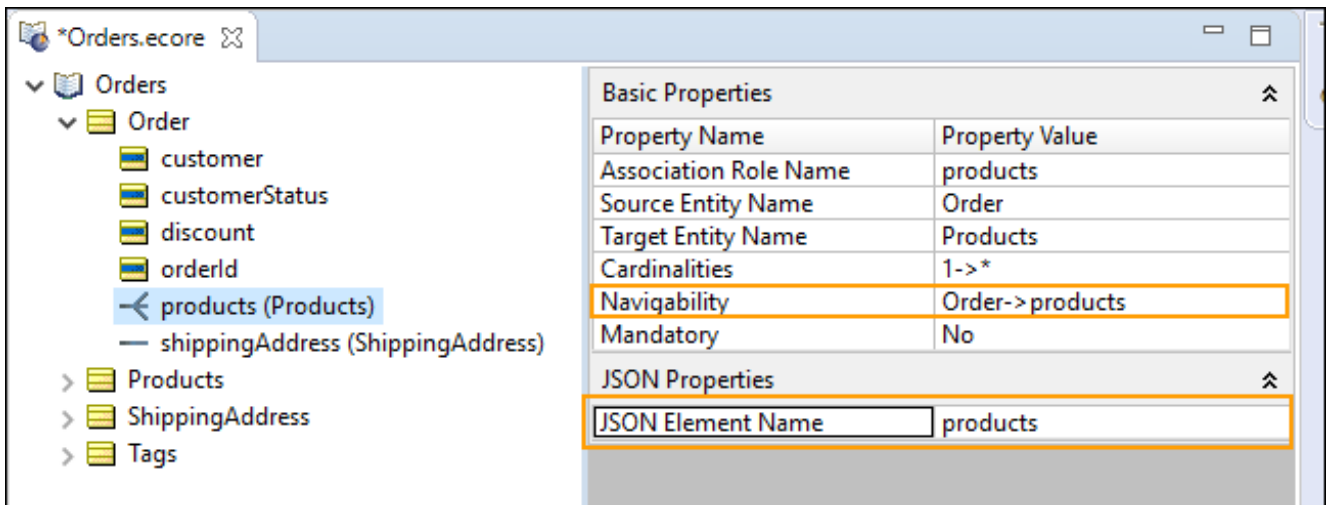 *Orders.ecore
Orders
Order
customer
customerStatus
discount
orderId
products (Products)
shippingAddress (ShippingAddress)
Products
ShippingAddress
Tags
Basic Properties
Property Name Property Value
Association Role Name products
Source Entity Name Order
Target Entity Name Products
Cardinalities 1->*
Navigability Order->products
Mandatory No
JSON Properties
JSON Element Name products